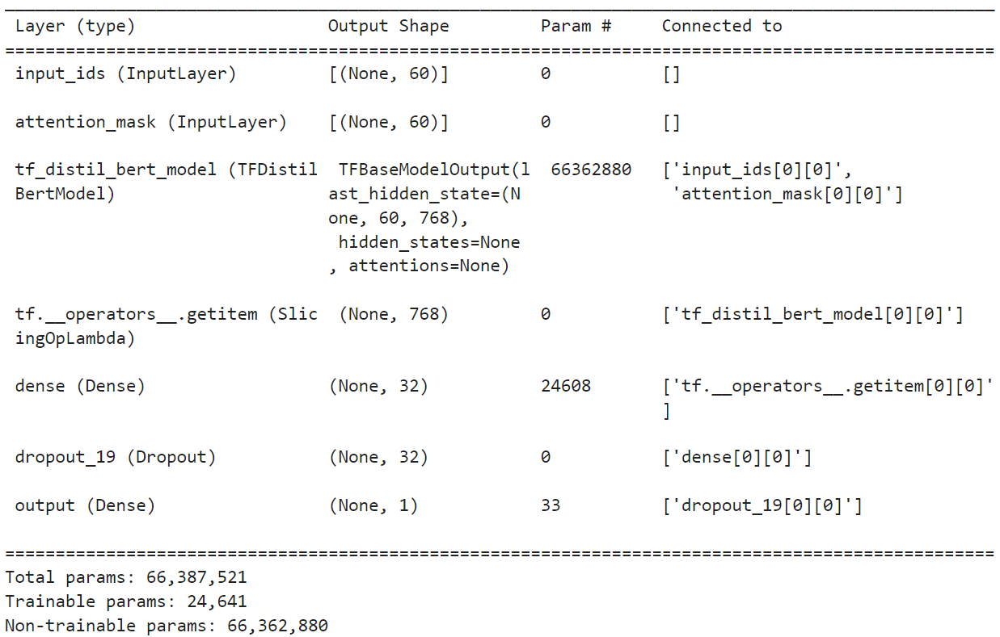 Layer (type)                   Output Shape         Param #     Connected to
==================================================================================================
 input_ids (InputLayer)         [(None, 60)]         0           []
 attention_mask (InputLayer)    [(None, 60)]         0           []
 tf_distil_bert_model (TFDistil  TFBaseModelOutput(l  66362880   ['input_ids[0][0]',
 BertModel)                     ast_hidden_state=(N               'attention_mask[0][0]']
                                one, 60, 768),
                                 hidden_states=None
                                , attentions=None)
 tf.__operators__.getitem (Slic  (None, 768)         0           ['tf_distil_bert_model[0][0]']
 ingOpLambda)
 dense (Dense)                  (None, 32)           24608       ['tf.__operators__.getitem[0][0]'
                                                                 ]
 dropout_19 (Dropout)           (None, 32)           0           ['dense[0][0]']
 output (Dense)                 (None, 1)            33          ['dropout_19[0][0]']
==================================================================================================
Total params: 66,387,521
Trainable params: 24,641
Non-trainable params: 66,362,880